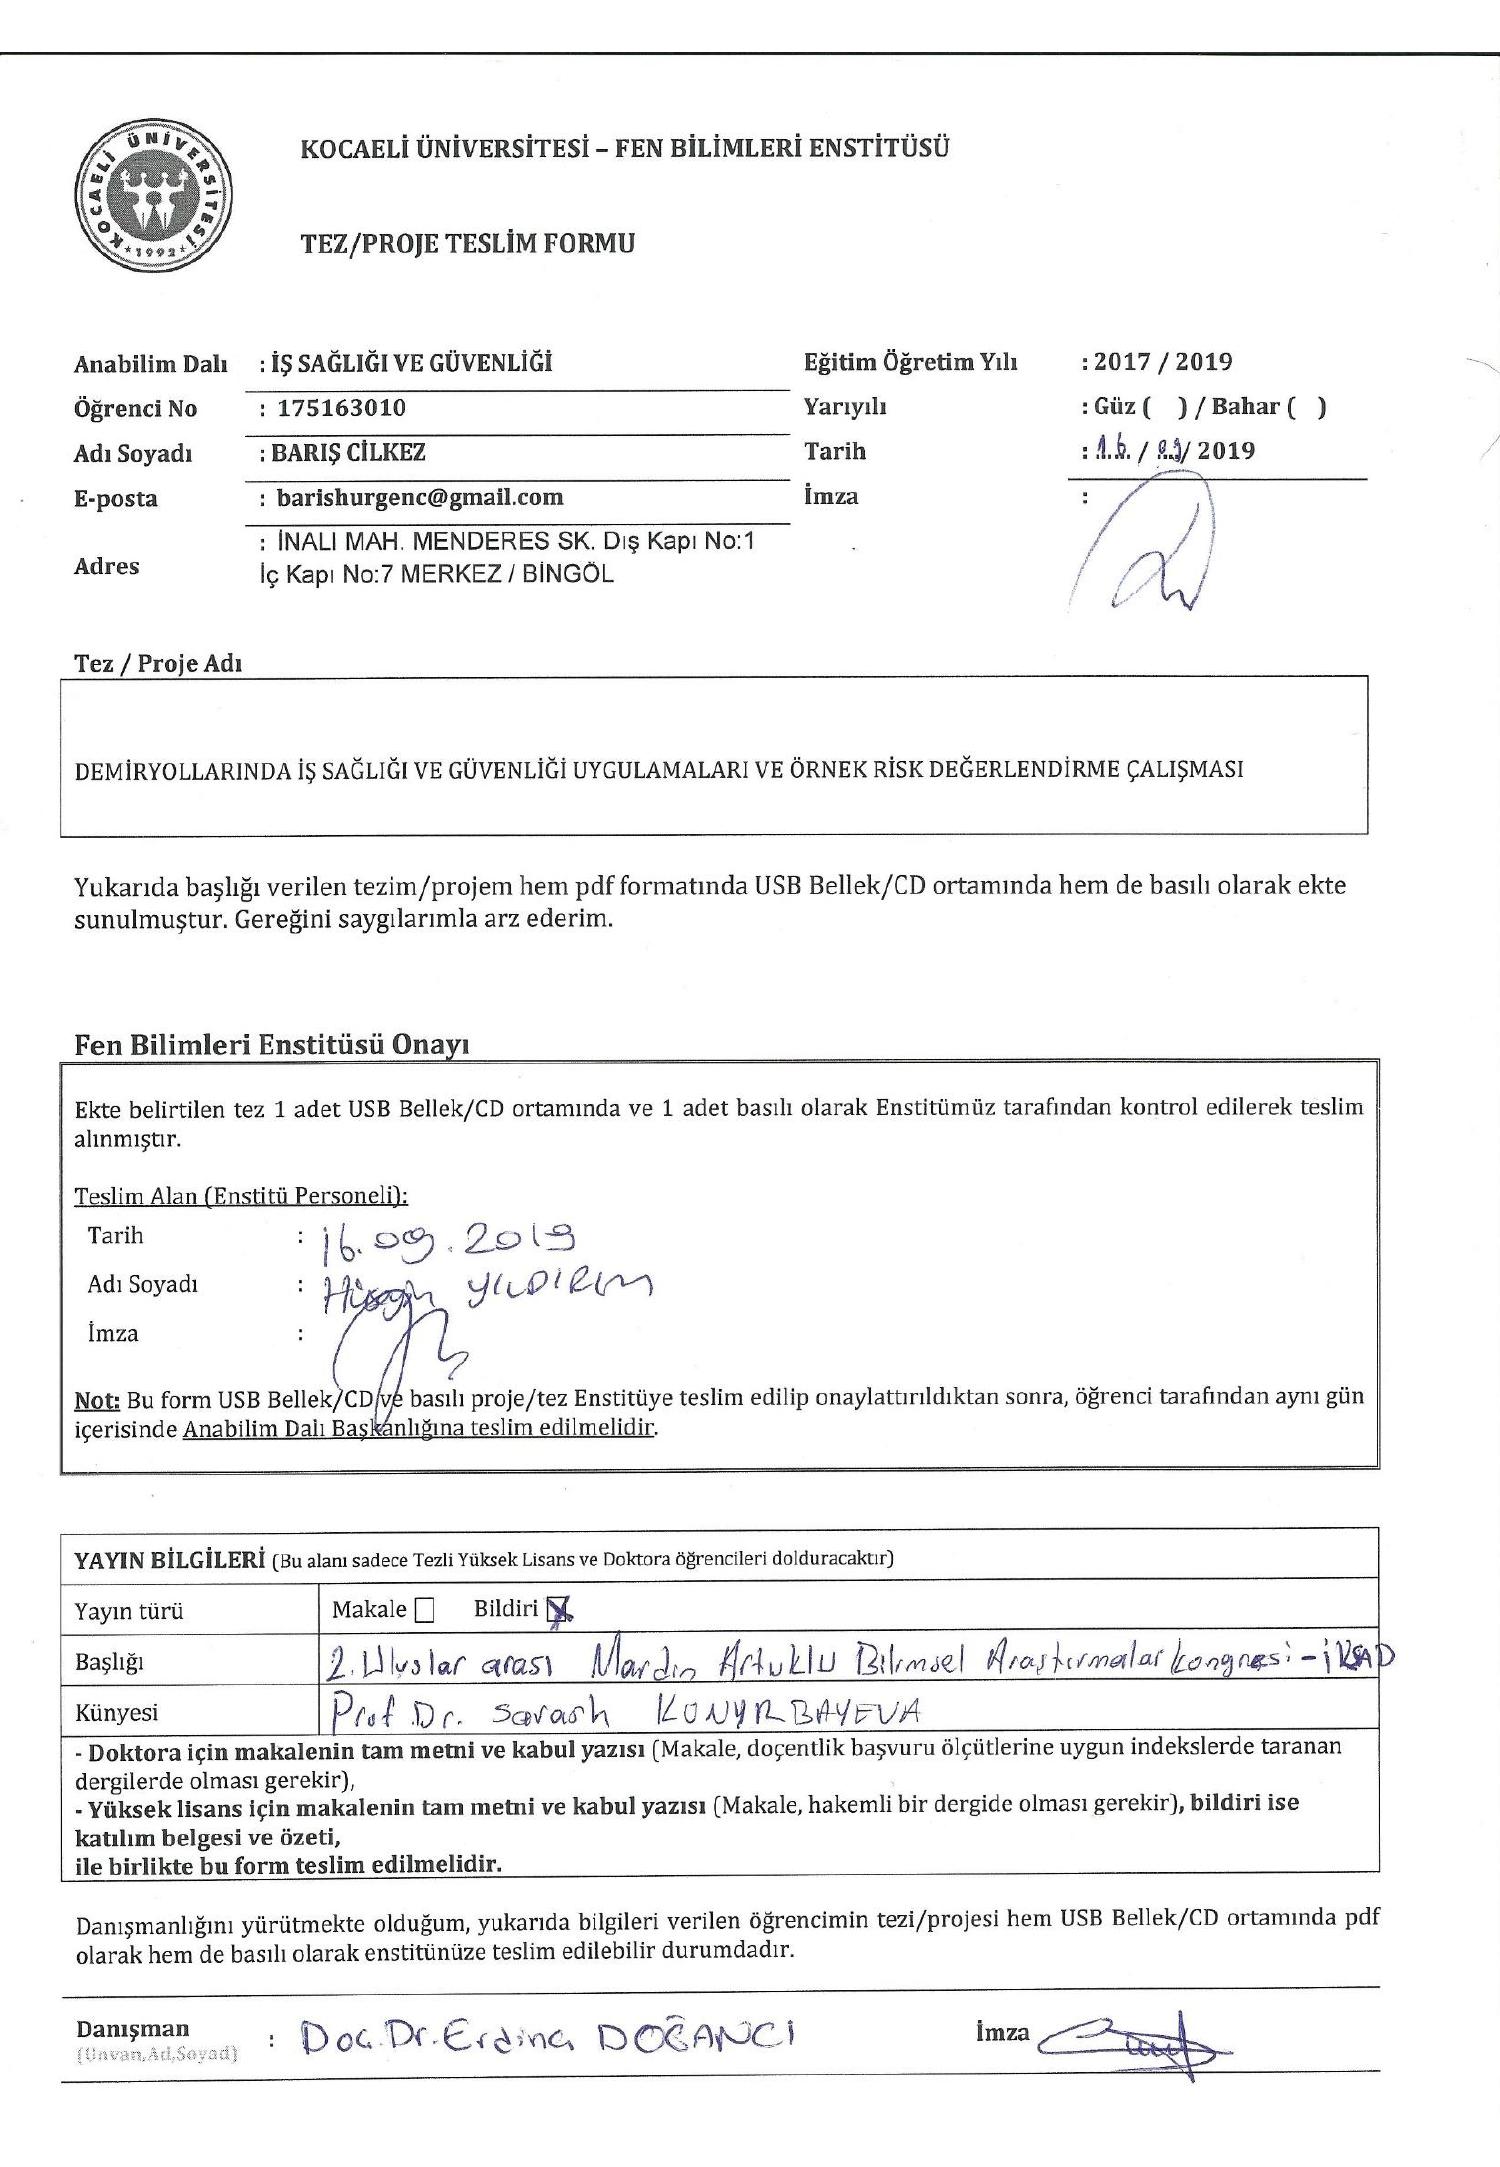 KOCAELİ ÜNİVERSİTESİ
*1992*
KOCAELİ ÜNİVERSİTESİ – FEN BİLİMLERİ ENSTİTÜSÜ
TEZ/PROJE TESLİM FORMU
Anabilim Dalı : İŞ SAĞLIĞI VE GÜVENLİĞİ Eğitim Öğretim Yılı : 2017 / 2019
Öğrenci No : 175163010 Yarıyılı : Güz ( ) / Bahar ( )
Adı Soyadı : BARIŞ CİLKEZ Tarih : 16 / 09/ 2019
E-posta : barishurgenc@gmail.com İmza :
: İNALI MAH. MENDERES SK. Dış Kapı No:1
Adres İç Kapı No:7 MERKEZ / BİNGÖL
Tez / Proje Adı
DEMİRYOLLARINDA İŞ SAĞLIĞI VE GÜVENLİĞİ UYGULAMALARI VE ÖRNEK RİSK DEĞERLENDİRME ÇALIŞMASI
Yukarıda başlığı verilen tezim/projem hem pdf formatında USB Bellek/CD ortamında hem de basılı olarak ekte
sunulmuştur. Gereğini saygılarımla arz ederim.
Fen Bilimleri Enstitüsü Onayı
Ekte belirtilen tez 1 adet USB Bellek/CD ortamında ve 1 adet basılı olarak Enstitümüz tarafından kontrol edilerek teslim
alınmıştır.
Teslim Alan (Enstitü Personeli):
Tarih : 16.09.2019
Adı Soyadı : YILDIRIM
İmza :
Not: Bu form USB Bellek/CD ve basılı proje/tez Enstitüye teslim edilip onaylattırıldıktan sonra, öğrenci tarafından aynı gün
içerisinde Anabilim Dalı Başkanlığına teslim edilmelidir.
YAYIN BİLGİLERİ (Bu alanı sadece Tezli Yüksek Lisans ve Doktora öğrencileri dolduracaktır)
Yayın türü Makale Bildiri
Başlığı 2. Uluslar arası Mardin Artuklu Bilimsel Araştırmalar Kongresi - İKSAD
Künyesi Prof Dr. Sarash KONYRBAYEVA
- Doktora için makalenin tam metni ve kabul yazısı (Makale, doçentlik başvuru ölçütlerine uygun indekslerde taranan
dergilerde olması gerekir),
- Yüksek lisans için makalenin tam metni ve kabul yazısı (Makale, hakemli bir dergide olması gerekir), bildiri ise
katılım belgesi ve özeti,
ile birlikte bu form teslim edilmelidir.
Danışmanlığını yürütmekte olduğum, yukarıda bilgileri verilen öğrencimin tezi/projesi hem USB Bellek/CD ortamında pdf
olarak hem de basılı olarak enstitünüze teslim edilebilir durumdadır.
Danışman : Doç.Dr.Erdinç DOĞANCI İmza
(Ünvan,Ad,Soyad)